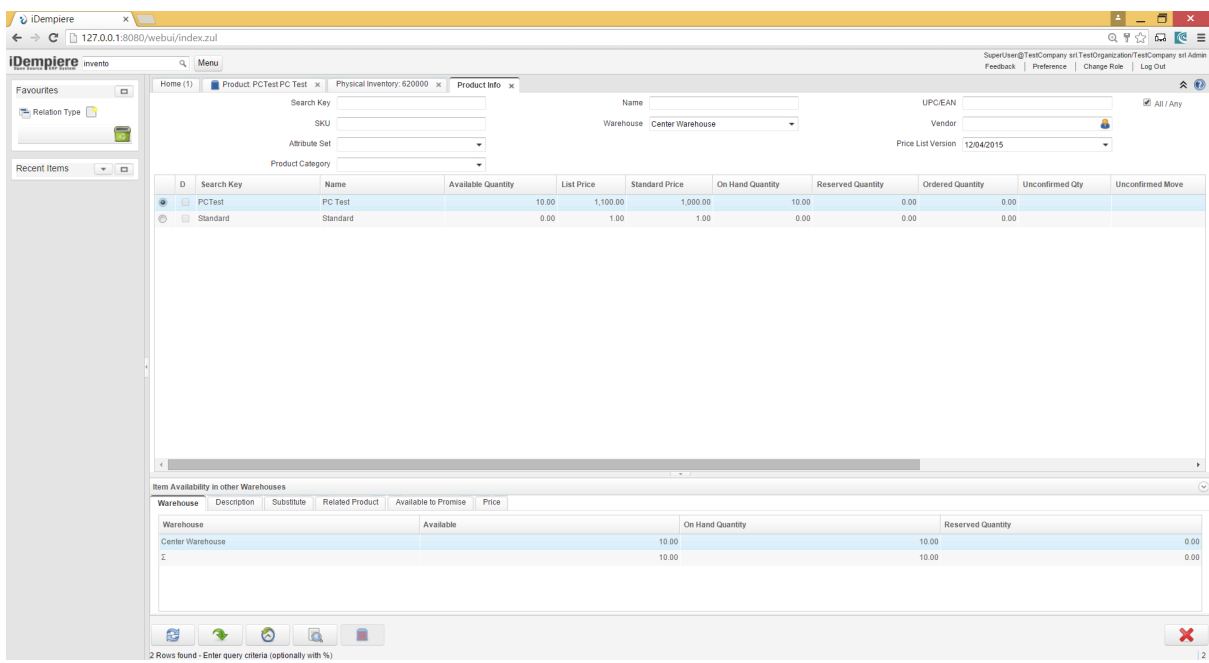 iDempiere
127.0.0.1:8080/webui/index.zul
iDempiere invento Menu
SuperUser@TestCompany srl.TestOrganization/TestCompany srl Admin
Feedback Preference Change Role Log Out
Favourites
Relation Type
Recent Items
Home (1) Product: PCTest PC Test Physical Inventory: 620000 Product Info
Search Key Name UPC/EAN All / Any
SKU Warehouse Center Warehouse Vendor
Attribute Set Price List Version 12/04/2015
Product Category
D Search Key Name Available Quantity List Price Standard Price On Hand Quantity Reserved Quantity Ordered Quantity Unconfirmed Qty Unconfirmed Move
PCTest PC Test 10.00 1,100.00 1,000.00 10.00 0.00 0.00
Standard Standard 0.00 1.00 1.00 0.00 0.00 0.00
Item Availability in other Warehouses
Warehouse Description Substitute Related Product Available to Promise Price
Warehouse Available On Hand Quantity Reserved Quantity
Center Warehouse 10.00 10.00 0.00
Σ 10.00 10.00 0.00
2 Rows found - Enter query criteria (optionally with %) 2